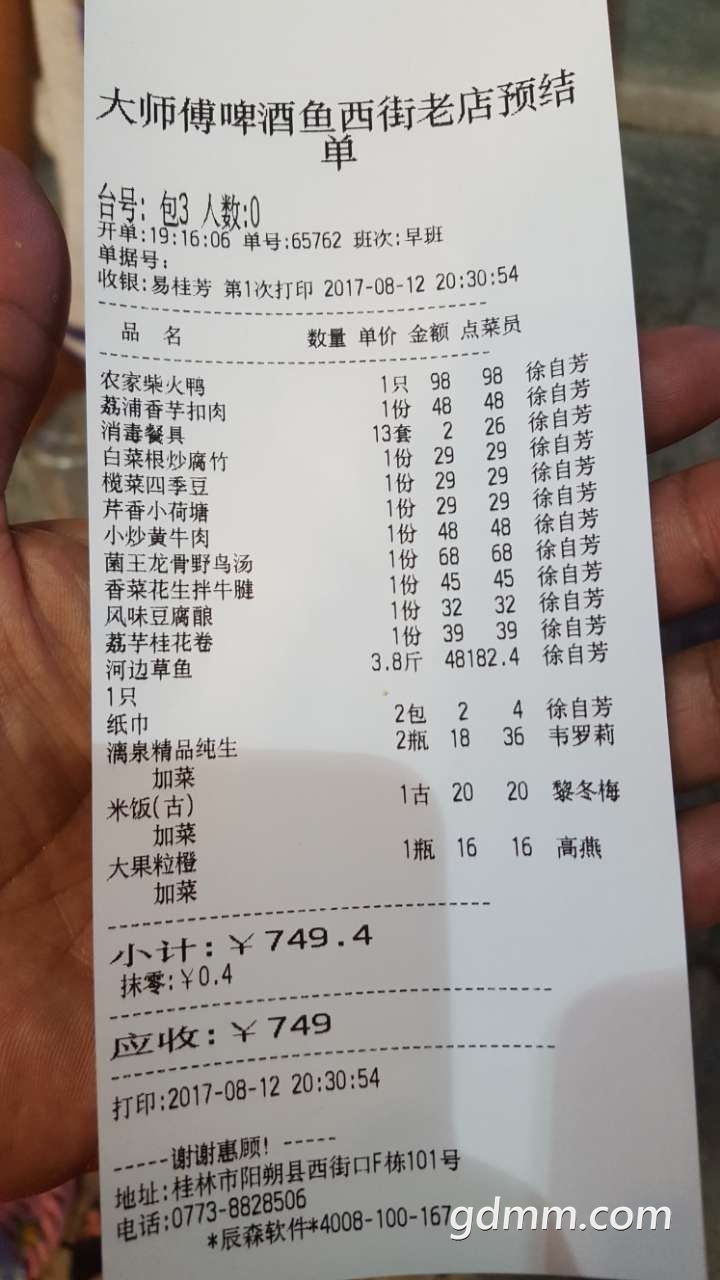 大师傅啤酒鱼西街老店预结
单
台号: 包3 人数:0
开单:19:16:06 单号:65762 班次:早班
单据号:
收银:易桂芳 第1次打印 2017-08-12 20:30:54
品 名 数量 单价 金额 点菜员
农家柴火鸭 1只 98 98 徐自芳
荔浦香芋扣肉 1份 48 48 徐自芳
消毒餐具 13套 2 26 徐自芳
白菜根炒腐竹 1份 29 29 徐自芳
榄菜四季豆 1份 29 29 徐自芳
芹香小荷塘 1份 29 29 徐自芳
小炒黄牛肉 1份 48 48 徐自芳
菌王龙骨野鸟汤 1份 68 68 徐自芳
香菜花生拌牛腱 1份 45 45 徐自芳
风味豆腐酿 1份 32 32 徐自芳
荔芋桂花卷 1份 39 39 徐自芳
河边草鱼 3.8斤 48182.4 徐自芳
1只
纸巾 2包 2 4 徐自芳
漓泉精品纯生 2瓶 18 36 韦罗莉
加菜
米饭(古) 1古 20 20 黎冬梅
加菜
大果粒橙 1瓶 16 16 高燕
加菜
小计:￥749.4
抹零:￥0.4
应收:￥749
打印:2017-08-12 20:30:54
-----谢谢惠顾! -----
地址:桂林市阳朔县西街口F栋101号
电话:0773-8828506
*辰森软件*4008-100-167
gdmm.com